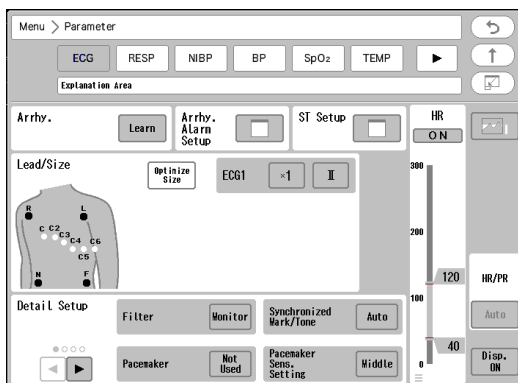 Menu > Parameter
ECG RESP NIBP BP SpO₂ TEMP
Explanation Area
Arrhy.
Learn
Arrhy.
Alarm
Setup
ST Setup
HR
ON
Lead/Size
Optimize
Size
ECG1
×1
II
R L
C C2 C3 C4 C6
C5
N F
300
200
120
100
40
0
HR/PR
Auto
Disp.
ON
Detail Setup
Filter
Monitor
Synchronized
Mark/Tone
Auto
Pacemaker
Not
Used
Pacemaker
Sens.
Setting
Middle